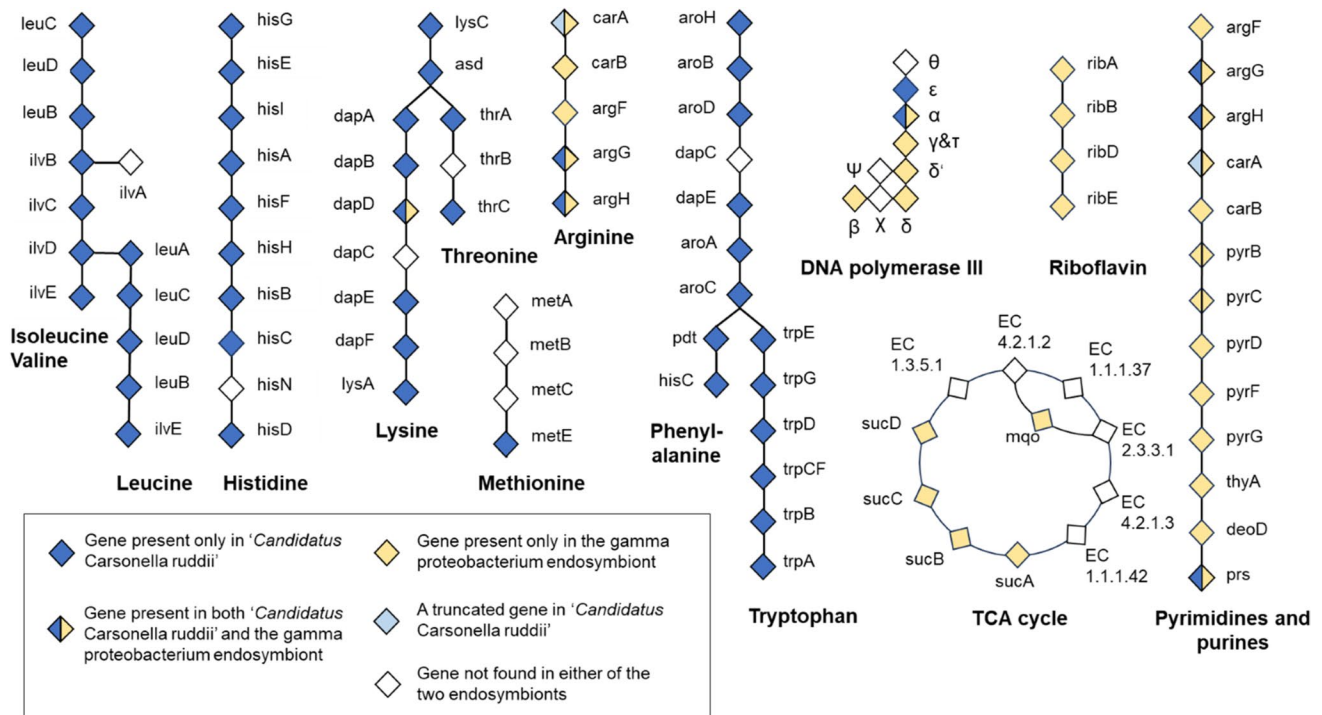 leuC
leuD
leuB
ilvB
ilvA
ilvC
ilvD
leuA
ilvE
leuC
leuD
leuB
ilvE
Isoleucine
Valine
Leucine
hisG
hisE
hisI
hisA
hisF
hisH
hisB
hisC
hisN
hisD
Histidine
lysC
asd
dapA
thrA
dapB
thrB
dapD
thrC
dapC
dapE
dapF
lysA
Threonine
Lysine
carA
carB
argF
argG
argH
Arginine
metA
metB
metC
metE
Methionine
aroH
aroB
aroD
dapC
dapE
aroA
aroC
pdt
trpE
hisC
trpG
trpD
trpCF
trpB
trpA
Phenyl-
alanine
Tryptophan
θ
ε
α
γ&τ
ψ
δ‘
β
χ
δ
DNA polymerase III
ribA
ribB
ribD
ribE
Riboflavin
EC
4.2.1.2
EC
1.3.5.1
EC
1.1.1.37
mqo
EC
2.3.3.1
sucD
sucC
EC
4.2.1.3
sucB
sucA
EC
1.1.1.42
TCA cycle
argF
argG
argH
carA
carB
pyrB
pyrC
pyrD
pyrF
pyrG
thyA
deoD
prs
Pyrimidines and
purines
Gene present only in ‘Candidatus
Carsonella ruddii’
Gene present in both ‘Candidatus
Carsonella ruddii’ and the gamma
proteobacterium endosymbiont
Gene present only in the gamma
proteobacterium endosymbiont
A truncated gene in ‘Candidatus
Carsonella ruddii’
Gene not found in either of the
two endosymbionts